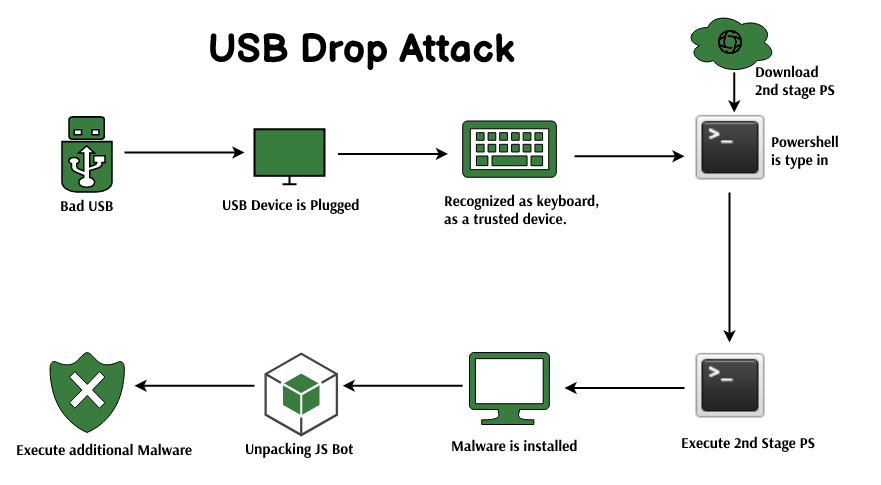 USB Drop Attack
Download
2nd stage PS
>_
Powershell
is type in
Bad USB
USB Device is Plugged
Recognized as keyboard,
as a trusted device.
>_
Execute additional Malware
Unpacking JS Bot
Malware is installed
Execute 2nd Stage PS